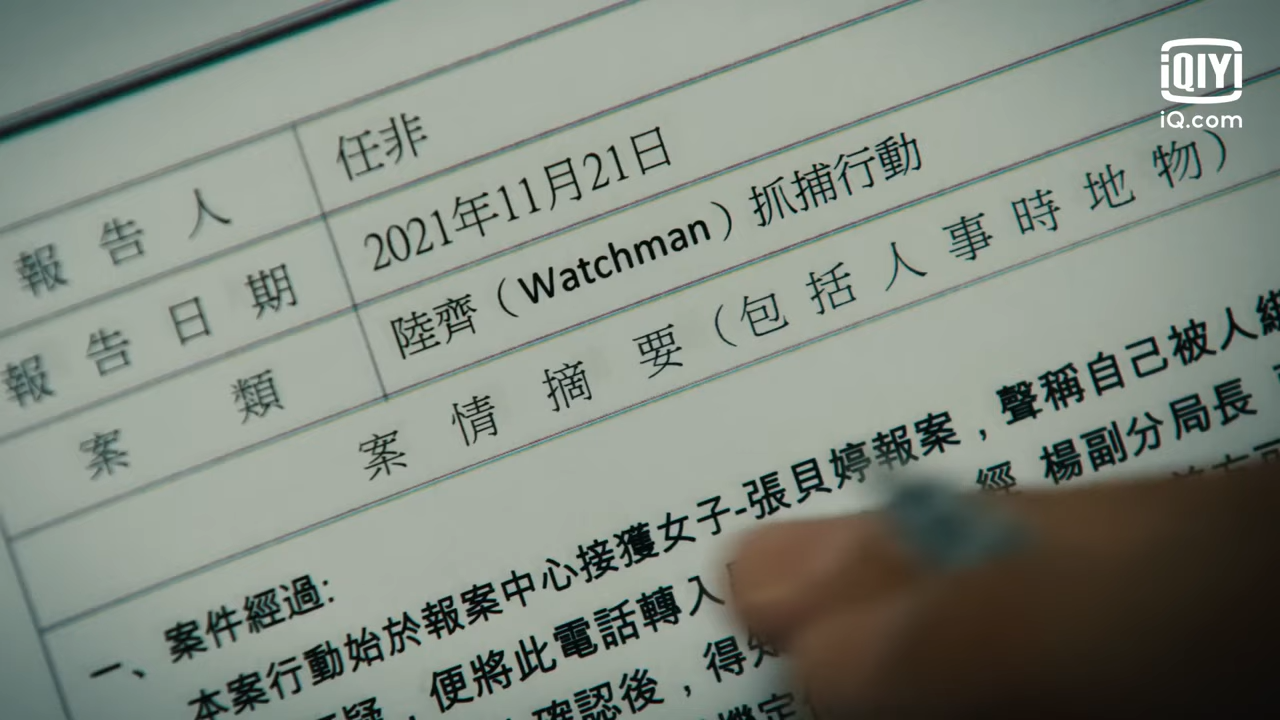 iQIYI
iQ.com
報告人 任非
報告日期 2021年11月21日
案類 陸齊（Watchman）抓捕行動
案情摘要（包括人事時地物）
一、案件經過:
本案行動始於報案中心接獲女子-張貝婷報案，聲稱自己被人綁
便將此電話轉入 經 楊副分局長
確認後，得知